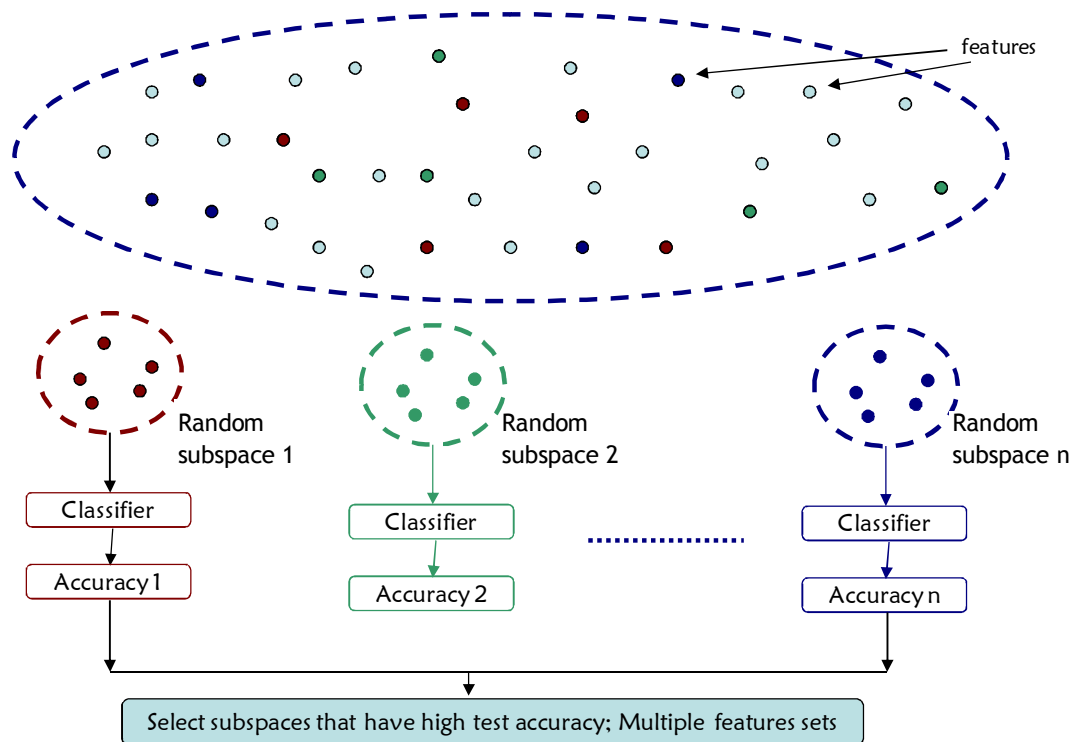 features
Random
subspace 1
Random
subspace 2
Random
subspace n
Classifier
Classifier
Classifier
Accuracy 1
Accuracy 2
Accuracy n
Select subspaces that have high test accuracy; Multiple features sets